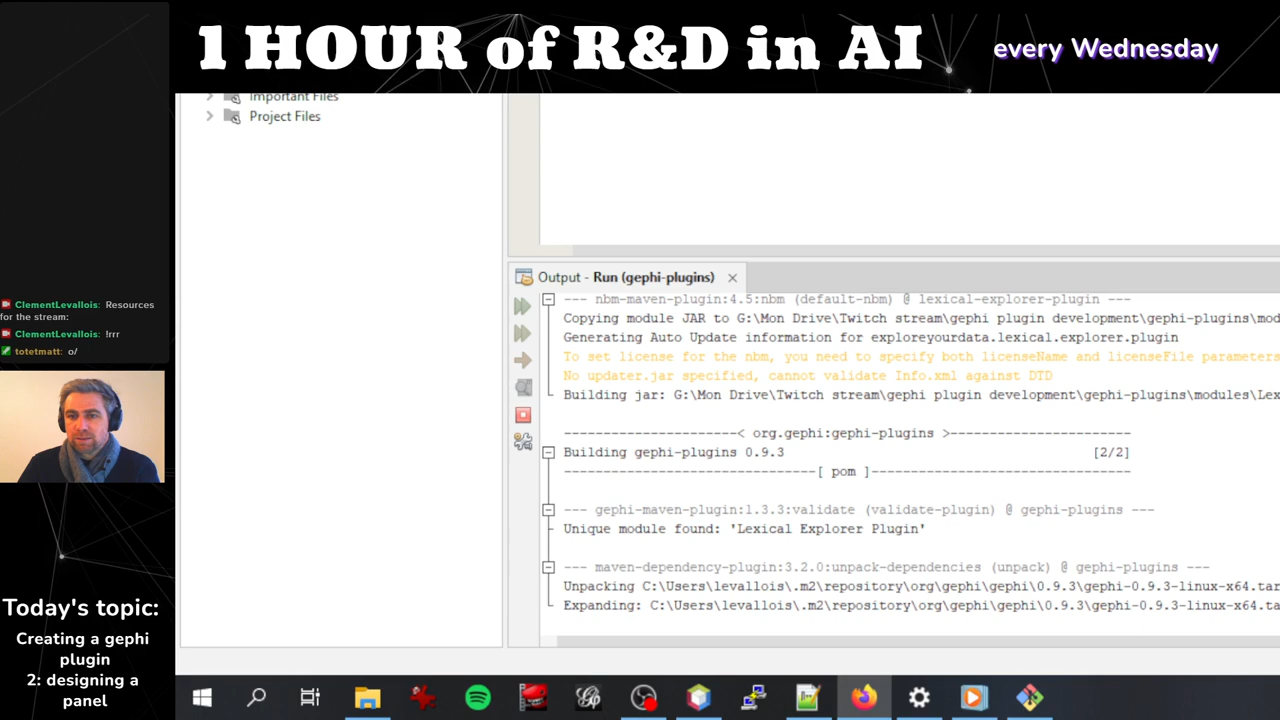 1 HOUR of R&D in AI
every Wednesday
Important Files
Project Files
Output - Run (gephi-plugins)
--- nbm-maven-plugin:4.5:nbm (default-nbm) @ lexical-explorer-plugin ---
Copying module JAR to G:\Mon Drive\Twitch stream\gephi plugin development\gephi-plugins\mod
Generating Auto Update information for exploreyourdata.lexical.explorer.plugin
To set license for the nbm, you need to specify both licenseName and licenseFile parameters
No updater.jar specified, cannot validate Info.xml against DTD
Building jar: G:\Mon Drive\Twitch stream\gephi plugin development\gephi-plugins\modules\Lex
-----------------------< org.gephi:gephi-plugins >-----------------------
Building gephi-plugins 0.9.3 [2/2]
--------------------------------[ pom ]---------------------------------
--- gephi-maven-plugin:1.3.3:validate (validate-plugin) @ gephi-plugins ---
Unique module found: 'Lexical Explorer Plugin'
--- maven-dependency-plugin:3.2.0:unpack-dependencies (unpack) @ gephi-plugins ---
Unpacking C:\Users\levallois\.m2\repository\org\gephi\gephi\0.9.3\gephi-0.9.3-linux-x64.tar
Expanding: C:\Users\levallois\.m2\repository\org\gephi\gephi\0.9.3\gephi-0.9.3-linux-x64.ta
ClementLevallois: Resources
for the stream:
ClementLevallois: !rrr
totetmatt: o/
Today's topic:
Creating a gephi
plugin
2: designing a
panel